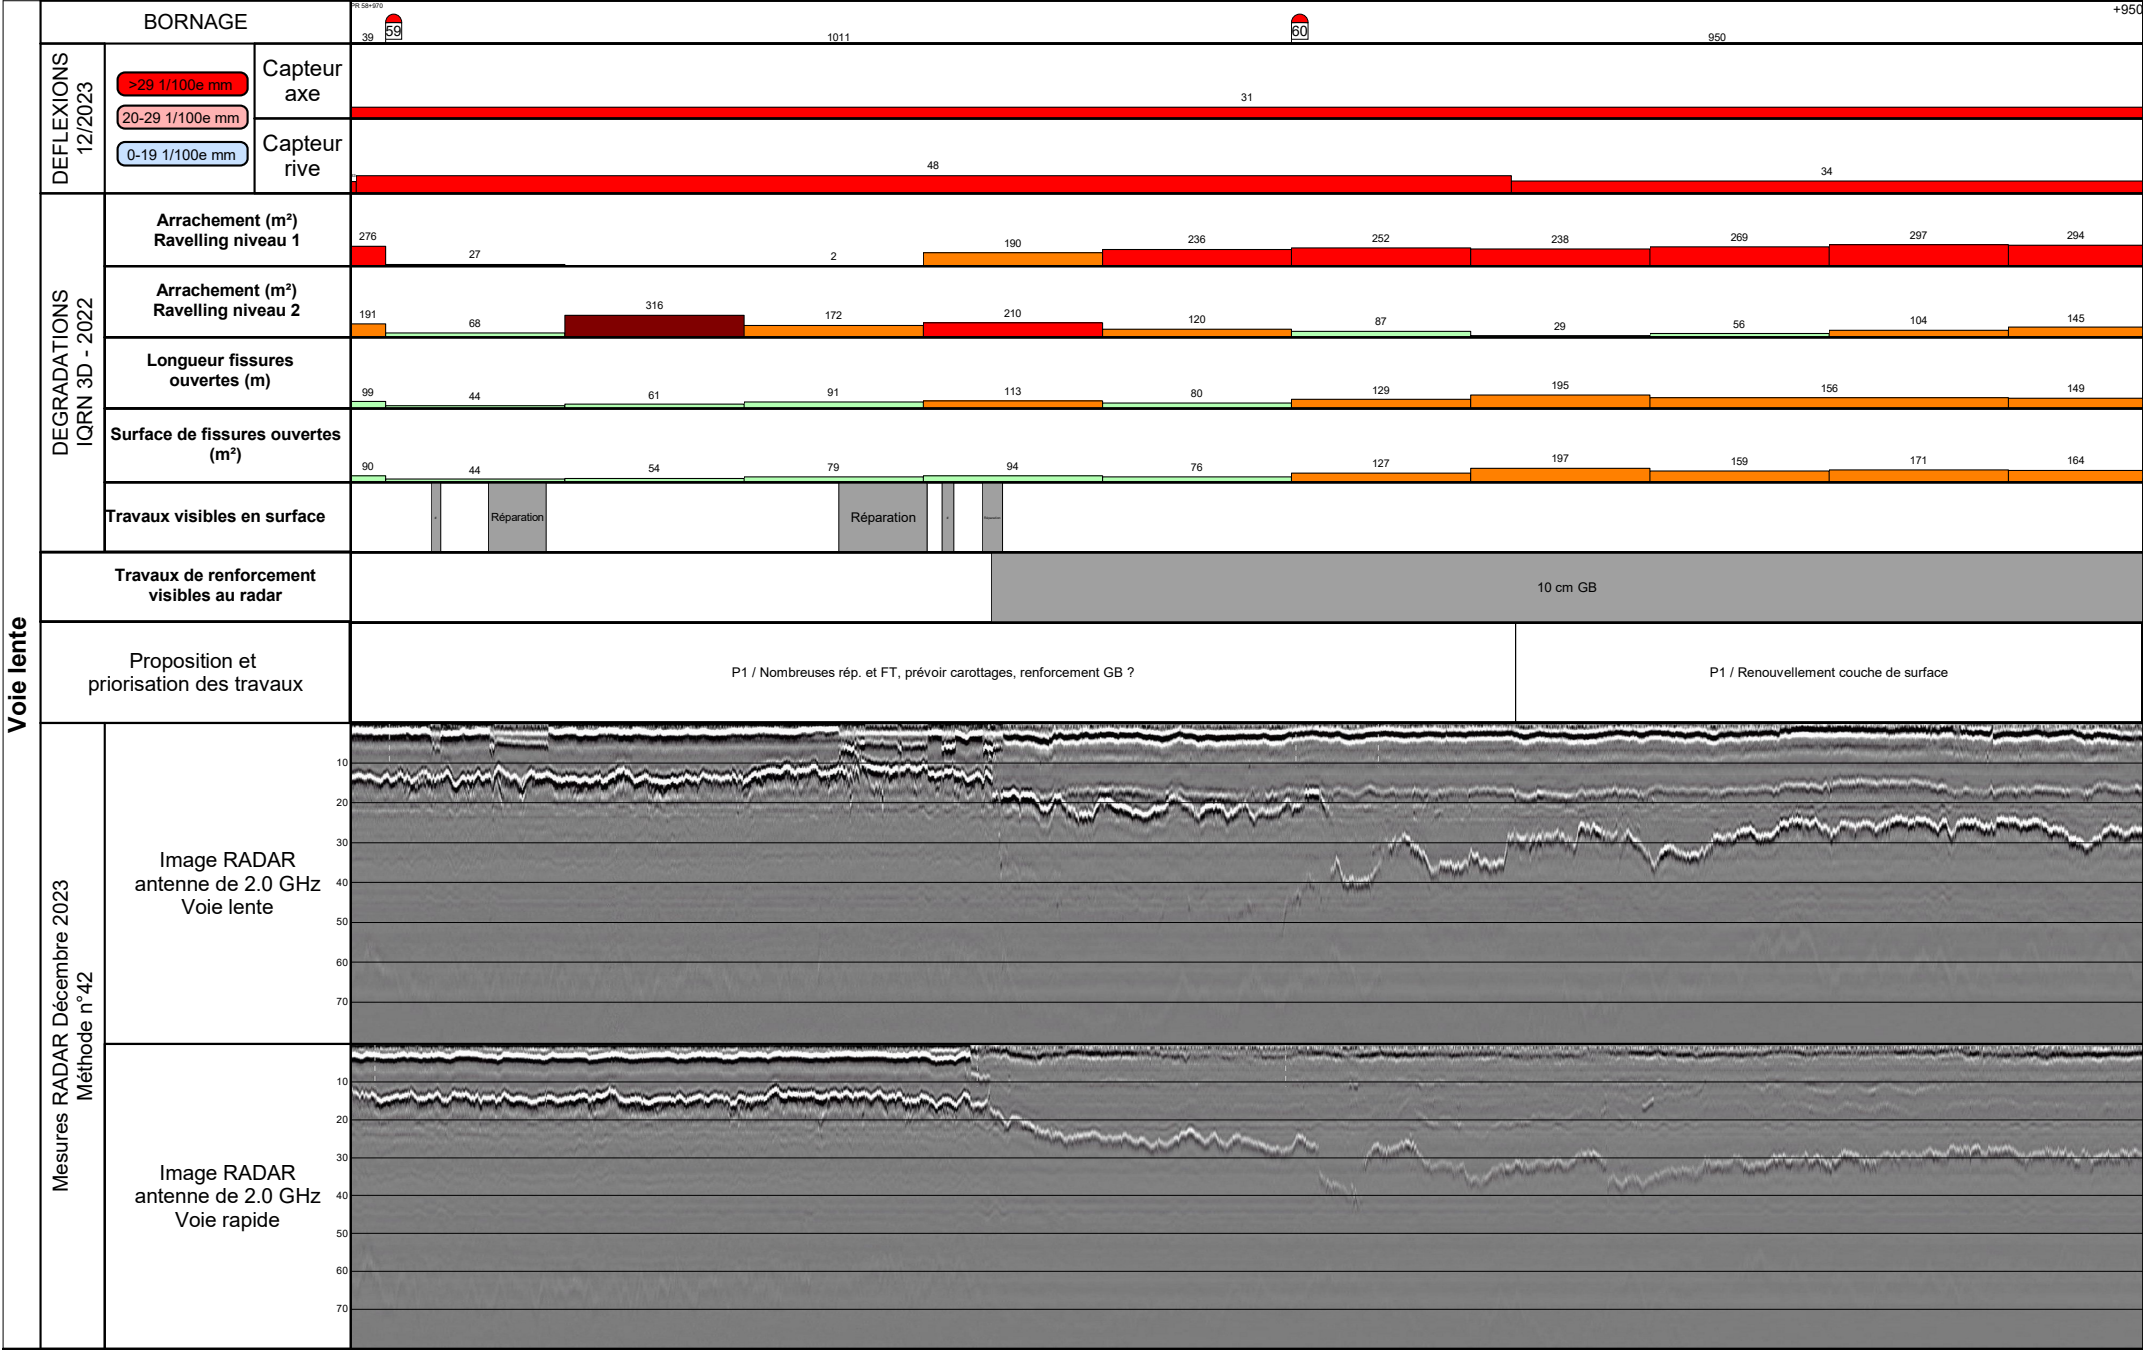 PR 58+970
+950
BORNAGE
39
59
1011
60
950
Voie lente
DEFLEXIONS
12/2023
>29 1/100e mm
20-29 1/100e mm
0-19 1/100e mm
Capteur
axe
31
Capteur
rive
48
34
DEGRADATIONS
IQRN 3D - 2022
Arrachement (m²)
Ravelling niveau 1
276
27
2
190
236
252
238
269
297
294
Arrachement (m²)
Ravelling niveau 2
191
68
316
172
210
120
87
29
56
104
145
Longueur fissures
ouvertes (m)
99
44
61
91
113
80
129
195
156
149
Surface de fissures ouvertes
(m²)
90
44
54
79
94
76
127
197
159
171
164
Travaux visibles en surface
Réparation
Réparation
Travaux de renforcement
visibles au radar
10 cm GB
Proposition et
priorisation des travaux
P1 / Nombreuses rép. et FT, prévoir carottages, renforcement GB ?
P1 / Renouvellement couche de surface
Mesures RADAR Décembre 2023
Méthode n°42
Image RADAR
antenne de 2.0 GHz
Voie lente
10
20
30
40
50
60
70
Image RADAR
antenne de 2.0 GHz
Voie rapide
10
20
30
40
50
60
70